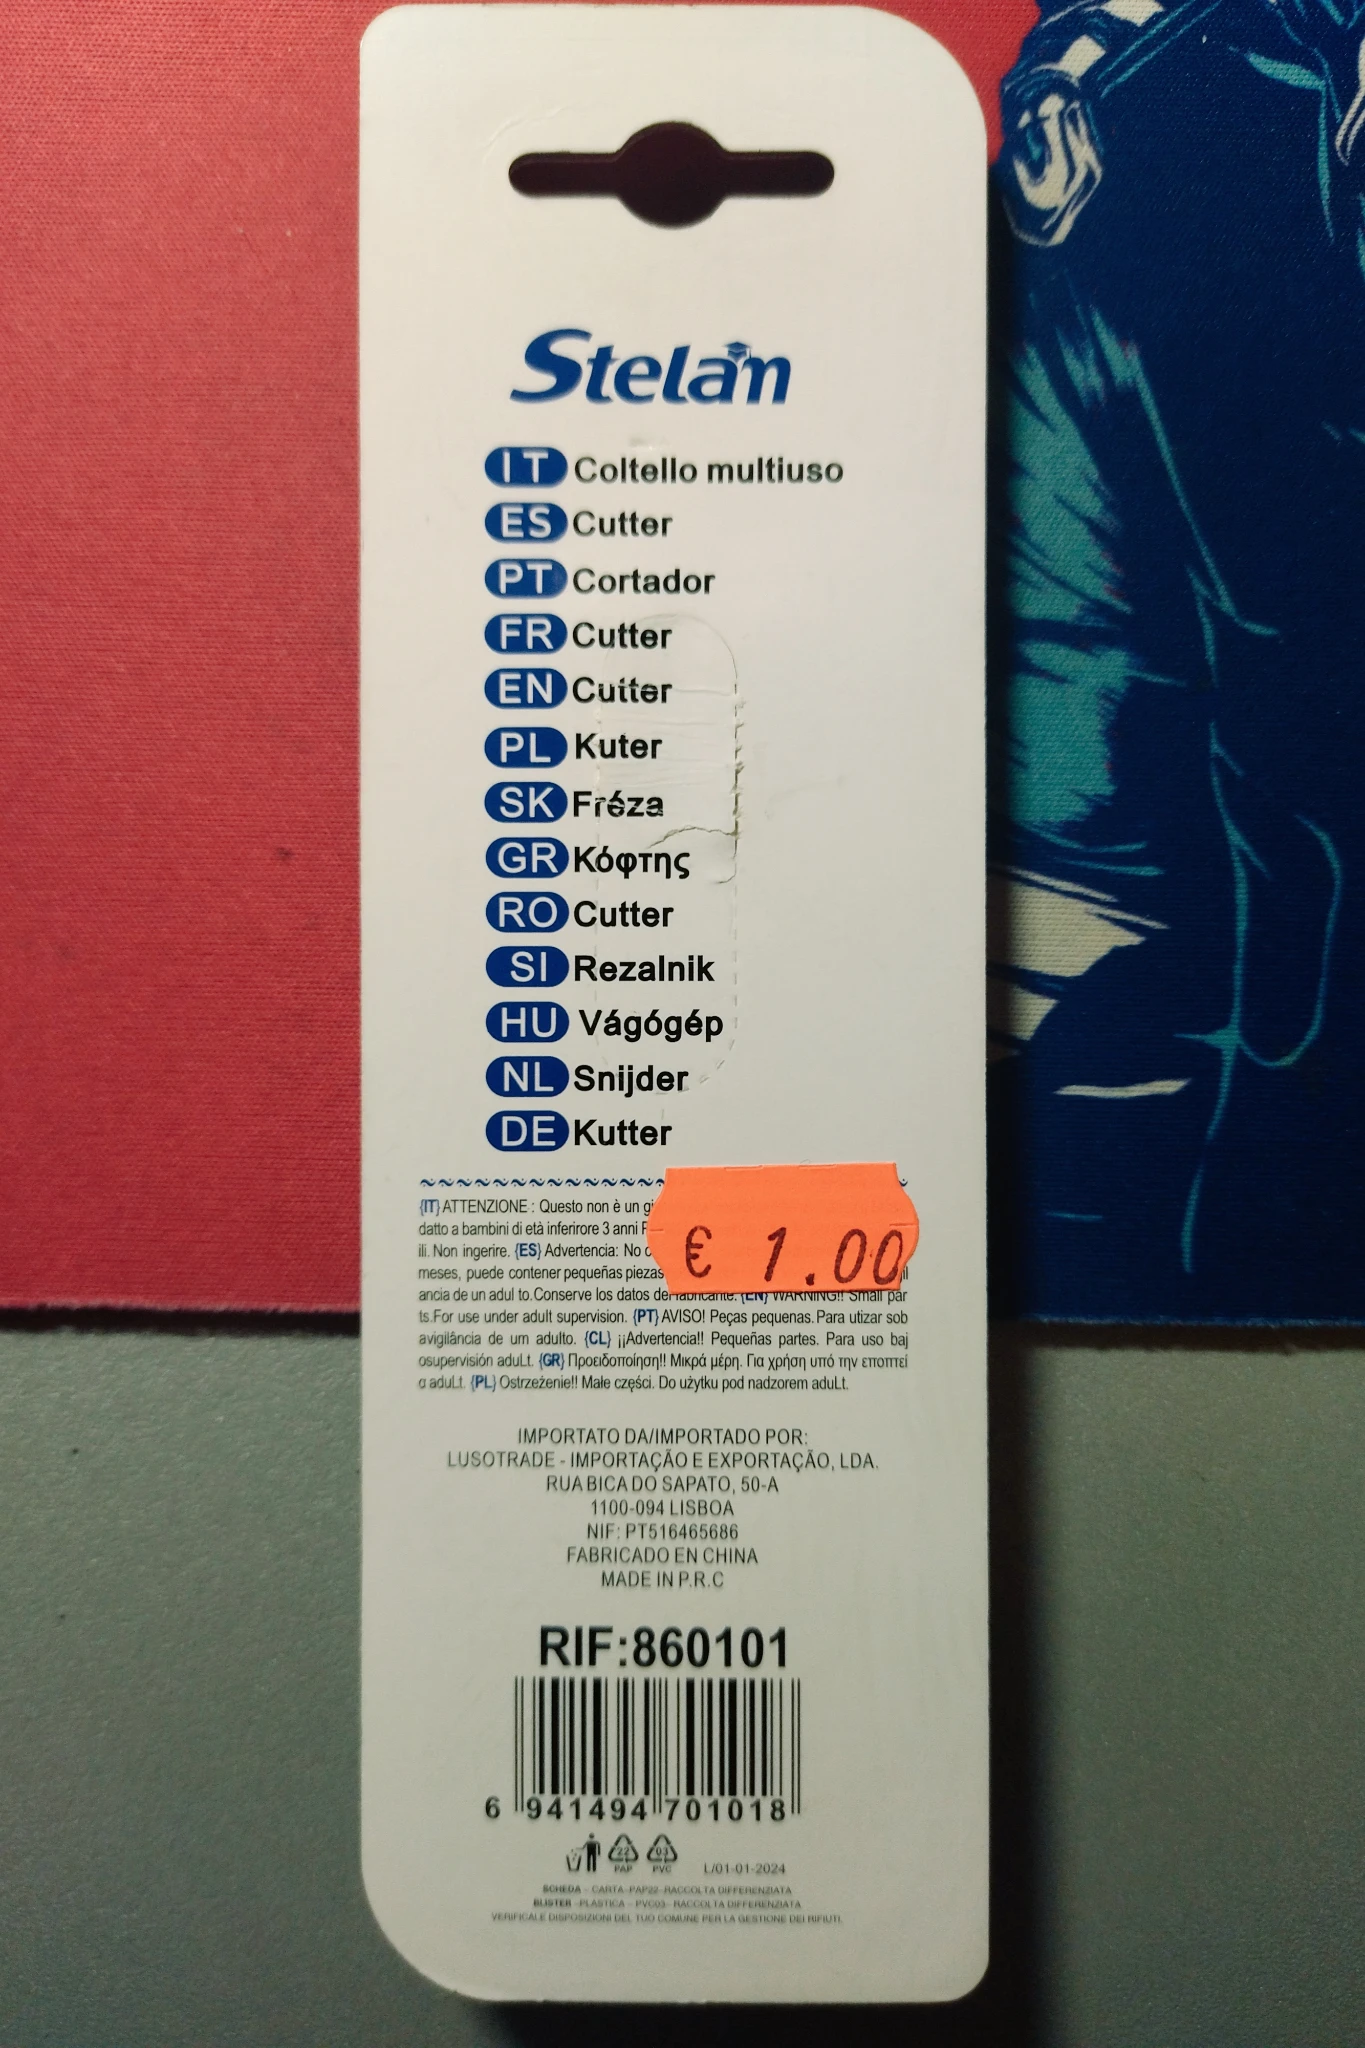 Stelan
IT Coltello multiuso
ES Cutter
PT Cortador
FR Cutter
EN Cutter
PL Kuter
SK Fréza
GR Κόφτης
RO Cutter
SI Rezalnik
HU Vágógép
NL Snijder
DE Kutter
{IT} ATTENZIONE : Questo non è un
datto a bambini di età inferirore 3 anni
ili. Non ingerire. {ES} Advertencia: No
meses, puede contener pequeñas piezas
€ 1.00
ancia de un adul to.Conserve los datos del fabricante. {EN} WARNING!! Small par
ts.For use under adult supervision. {PT} AVISO! Peças pequenas. Para utizar sob
avigilância de um adulto. {CL} ¡¡Advertencia!! Pequeñas partes. Para uso baj
osupervisión aduLt. {GR} Προειδοποίηση!! Μικρά μέρη. Για χρήση υπό την εποπτεί
α aduLt. {PL} Ostrzeżenie!! Małe części. Do użytku pod nadzorem aduLt.
IMPORTATO DA/IMPORTADO POR:
LUSOTRADE - IMPORTAÇÃO E EXPORTAÇÃO, LDA.
RUA BICA DO SAPATO, 50-A
1100-094 LISBOA
NIF: PT516465686
FABRICADO EN CHINA
MADE IN P.R.C
RIF:860101
6 941494 701018
22 PAP 03 PVC L/01-01-2024
SCHEDA - CARTA-PAP22-RACCOLTA DIFFERENZIATA
BLISTER -PLASTICA - PVC03- RACCOLTA DIFFERENZIATA
VERIFICALE DISPOSIZIONI DEL TUO COMUNE PER LA GESTIONE DEI RIFIUTI.